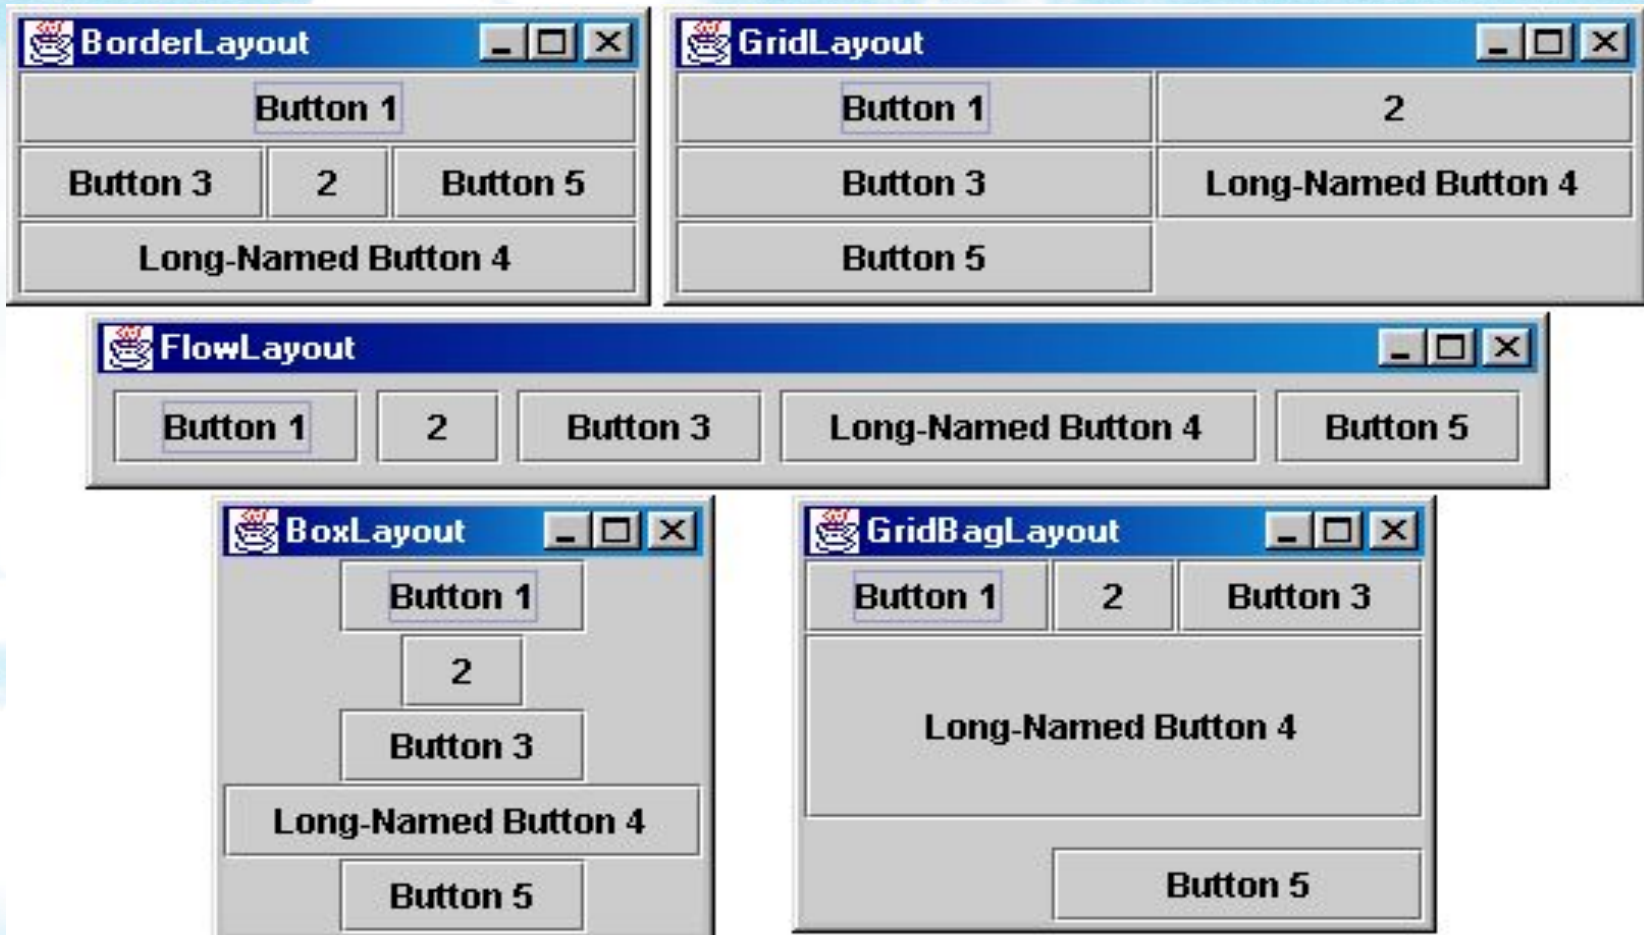 BorderLayout
Button 1
Button 3 2 Button 5
Long-Named Button 4
GridLayout
Button 1 2
Button 3 Long-Named Button 4
Button 5
FlowLayout
Button 1 2 Button 3 Long-Named Button 4 Button 5
BoxLayout
Button 1
2
Button 3
Long-Named Button 4
Button 5
GridBagLayout
Button 1 2 Button 3
Long-Named Button 4
Button 5